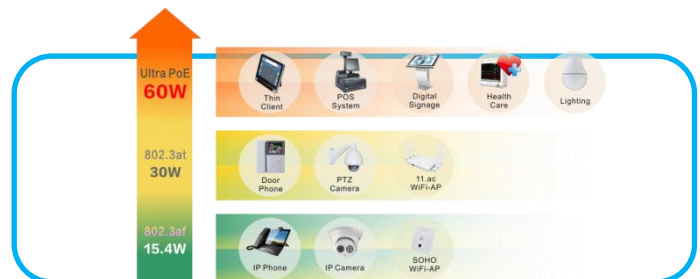 Ultra PoE
60W
Thin
Client
POS
System
Digital
Signage
Health
Care
Lighting
802.3at
30W
Door
Phone
PTZ
Camera
11.ac
WiFi-AP
802.3af
15.4W
IP Phone
IP Camera
SOHO
WiFi-AP